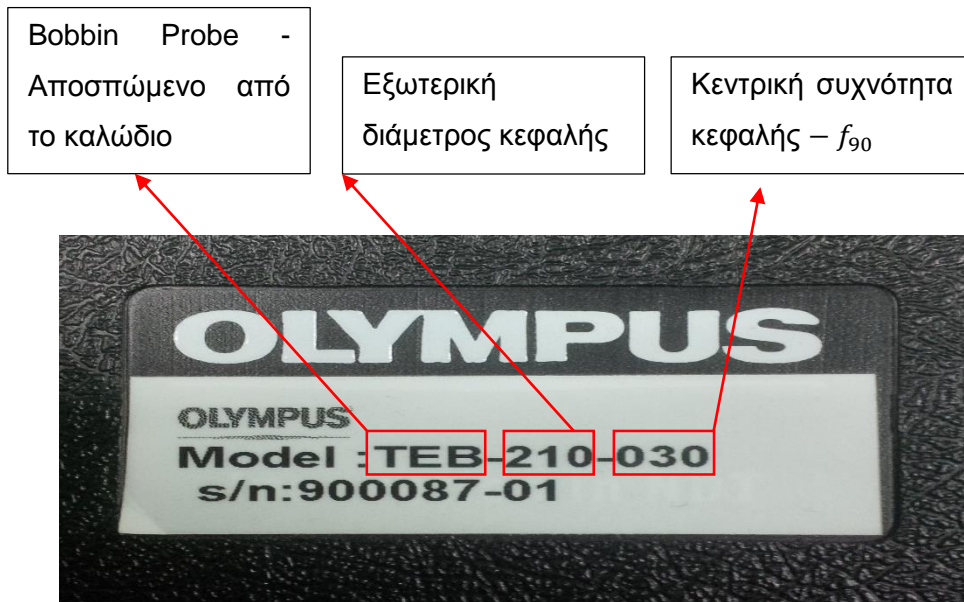 Bobbin Probe -
Αποσπώμενο από
το καλώδιο
Εξωτερική
διάμετρος κεφαλής
Κεντρική συχνότητα
κεφαλής – f₉₀
OLYMPUS
OLYMPUS
Model :TEB-210-030
s/n:900087-01